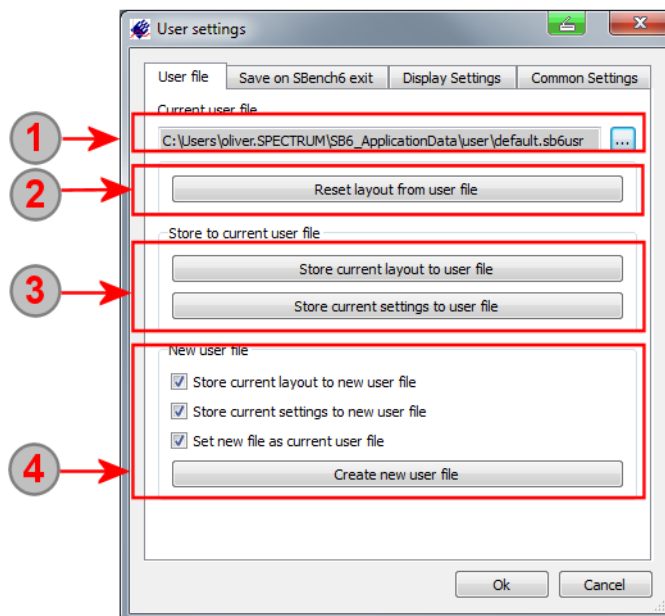 User settings
User file
Save on SBench6 exit
Display Settings
Common Settings
Current user file
1
C:\Users\oliver.SPECTRUM\SB6_ApplicationData\user\default.sb6usr
...
2
Reset layout from user file
Store to current user file
3
Store current layout to user file
Store current settings to user file
New user file
Store current layout to new user file
Store current settings to new user file
Set new file as current user file
4
Create new user file
Ok
Cancel